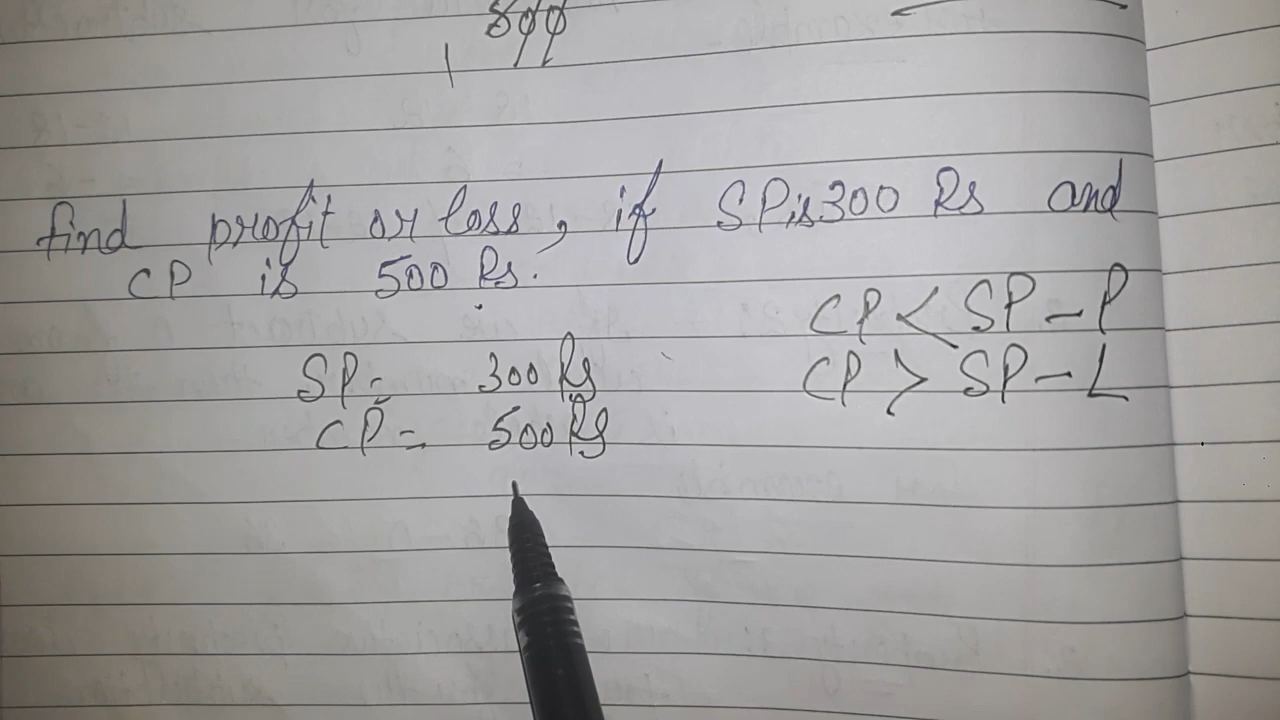 800
find profit or loss, if SP is 300 Rs and
CP is 500 Rs.
CP < SP - P
SP = 300 Rs
CP > SP - L
CP = 500 Rs